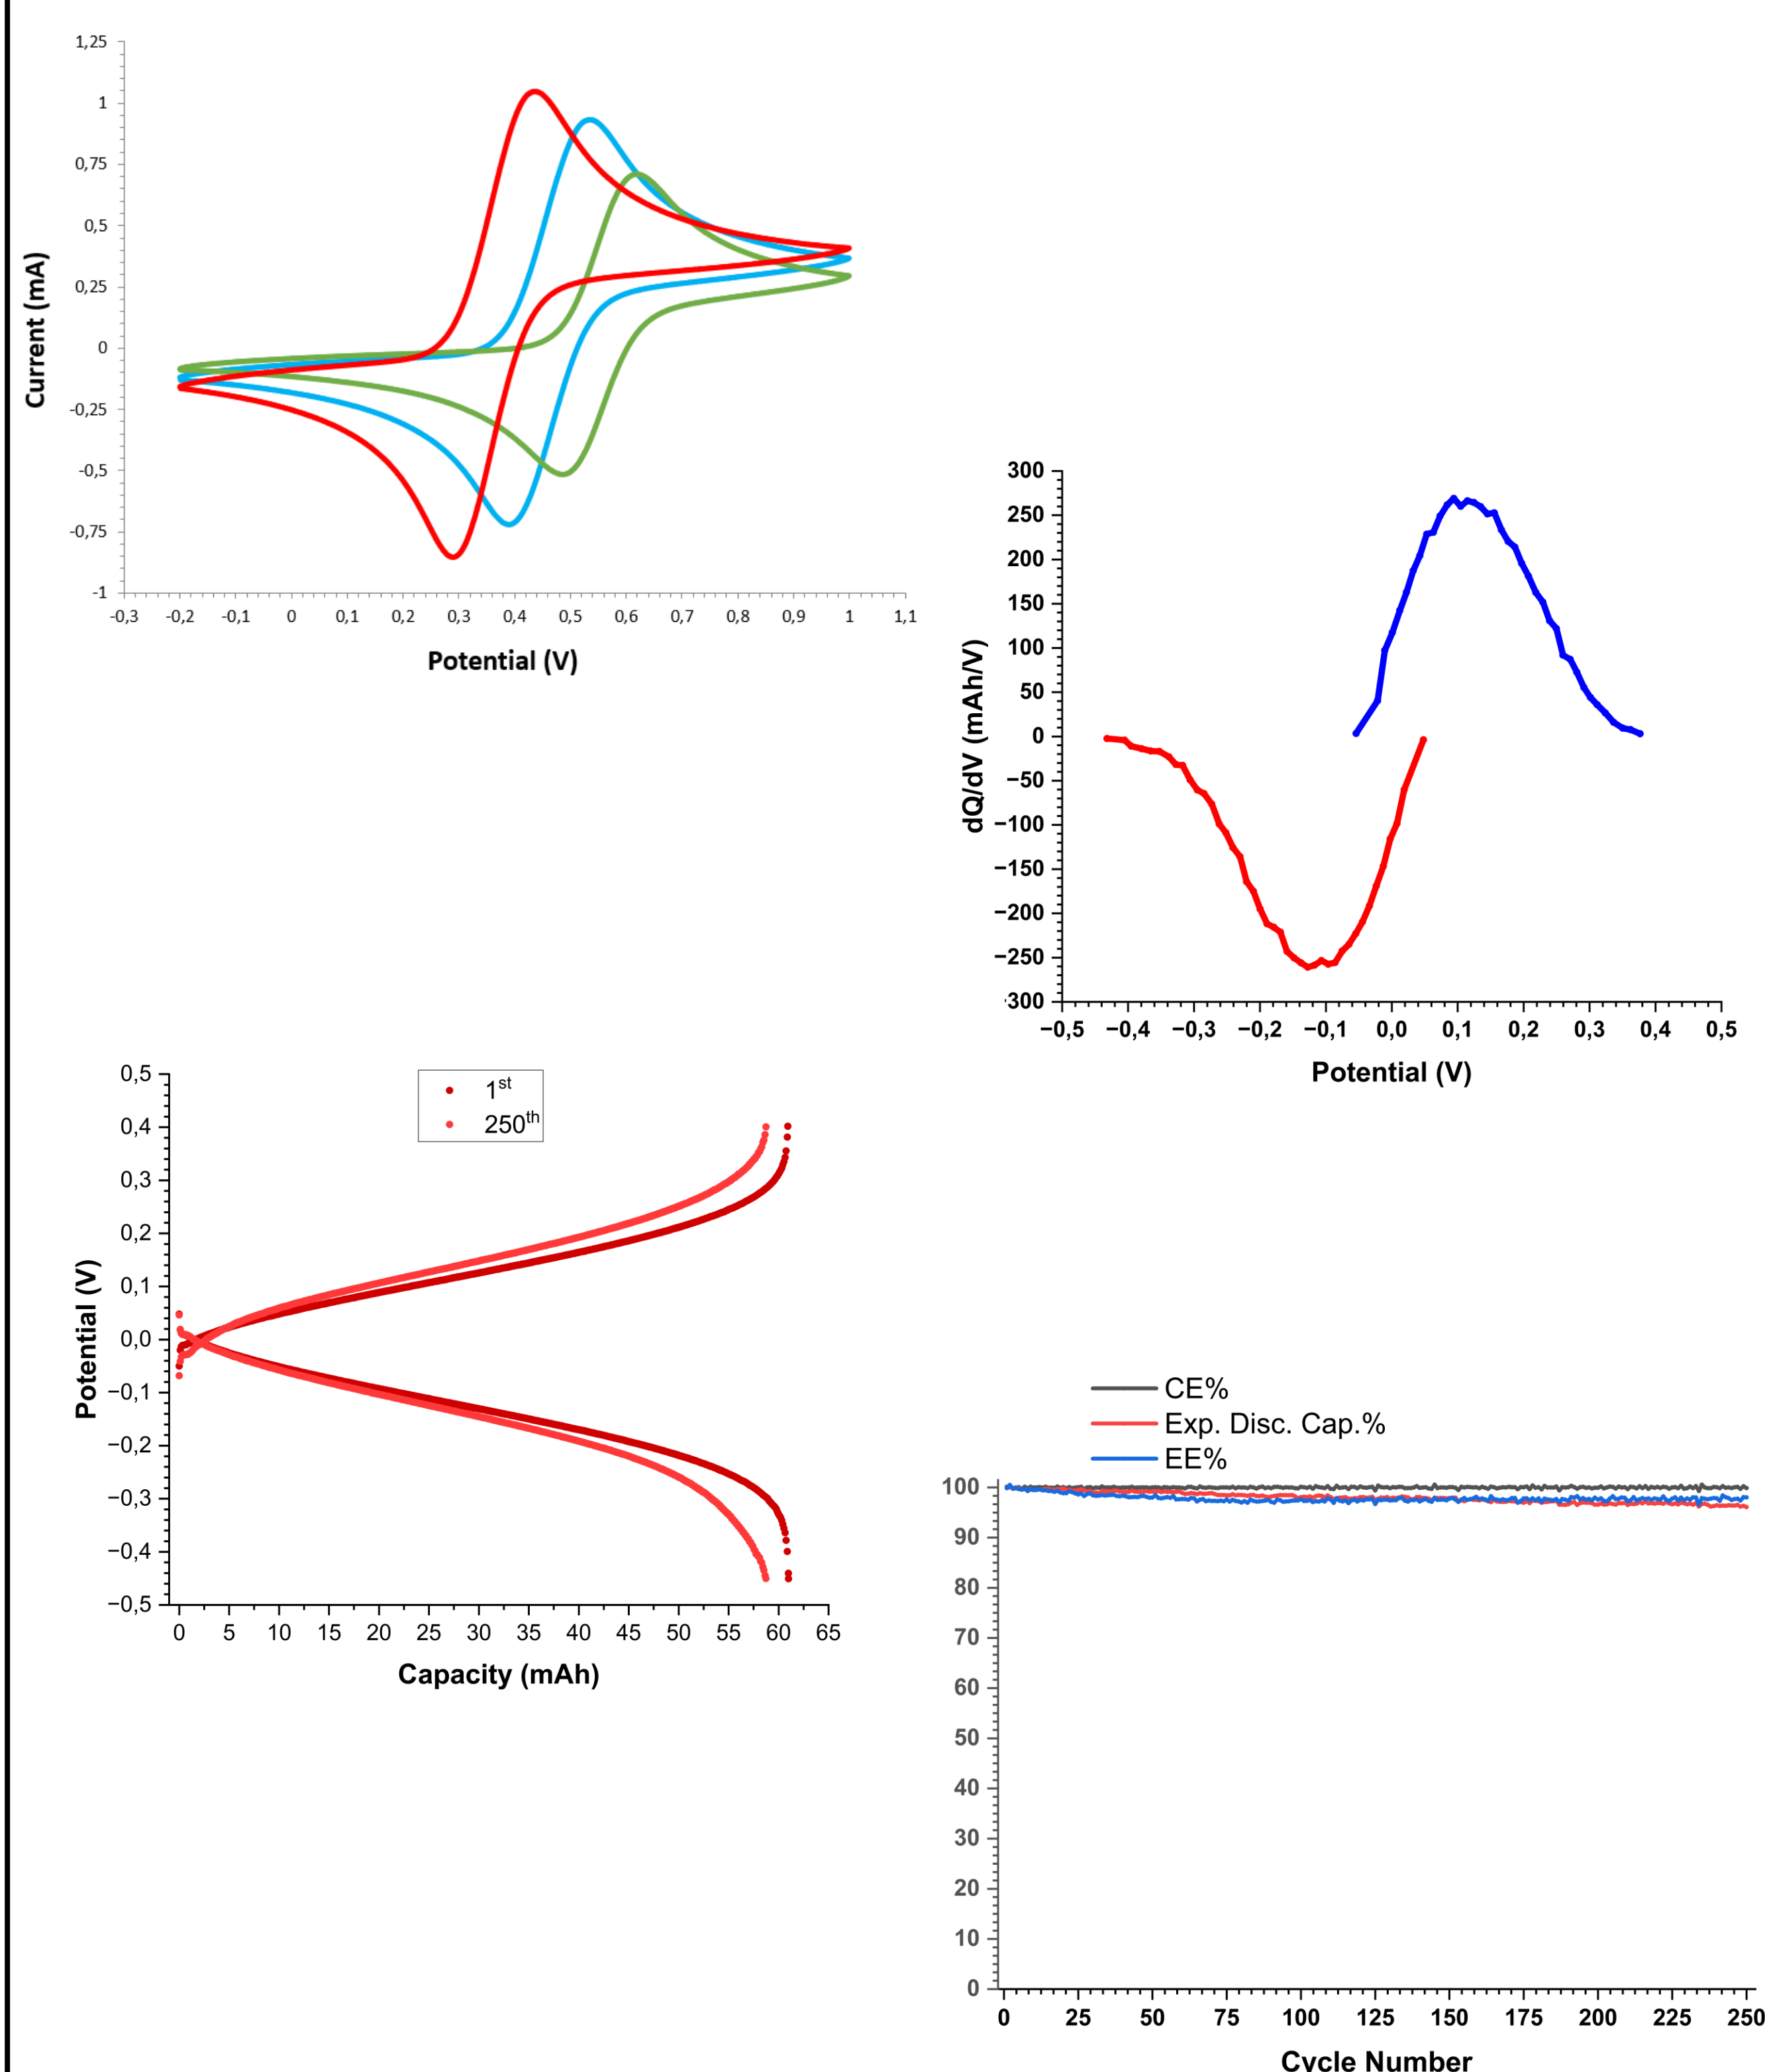 1,25
1
0,75
0,5
0,25
0
-0,25
-0,5
-0,75
-1
-0,3 -0,2 -0,1 0 0,1 0,2 0,3 0,4 0,5 0,6 0,7 0,8 0,9 1 1,1
Current (mA)
Potential (V)
300
250
200
150
100
50
0
−50
−100
−150
−200
−250
300
−0,5 −0,4 −0,3 −0,2 −0,1 0,0 0,1 0,2 0,3 0,4 0,5
dQ/dV (mAh/V)
Potential (V)
1st
250th
0,5
0,4
0,3
0,2
0,1
0,0
−0,1
−0,2
−0,3
−0,4
−0,5
0 5 10 15 20 25 30 35 40 45 50 55 60 65
Potential (V)
Capacity (mAh)
CE%
Exp. Disc. Cap.%
EE%
100
90
80
70
60
50
40
30
20
10
0
0 25 50 75 100 125 150 175 200 225 250
Cycle Number